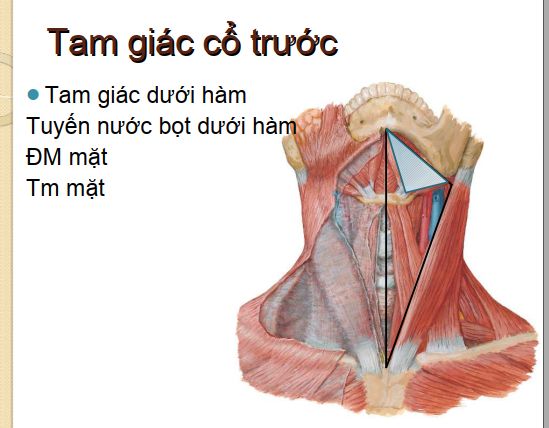 Tam giác cổ trước
Tam giác dưới hàm
Tuyến nước bọt dưới hàm
ĐM mặt
Tm mặt